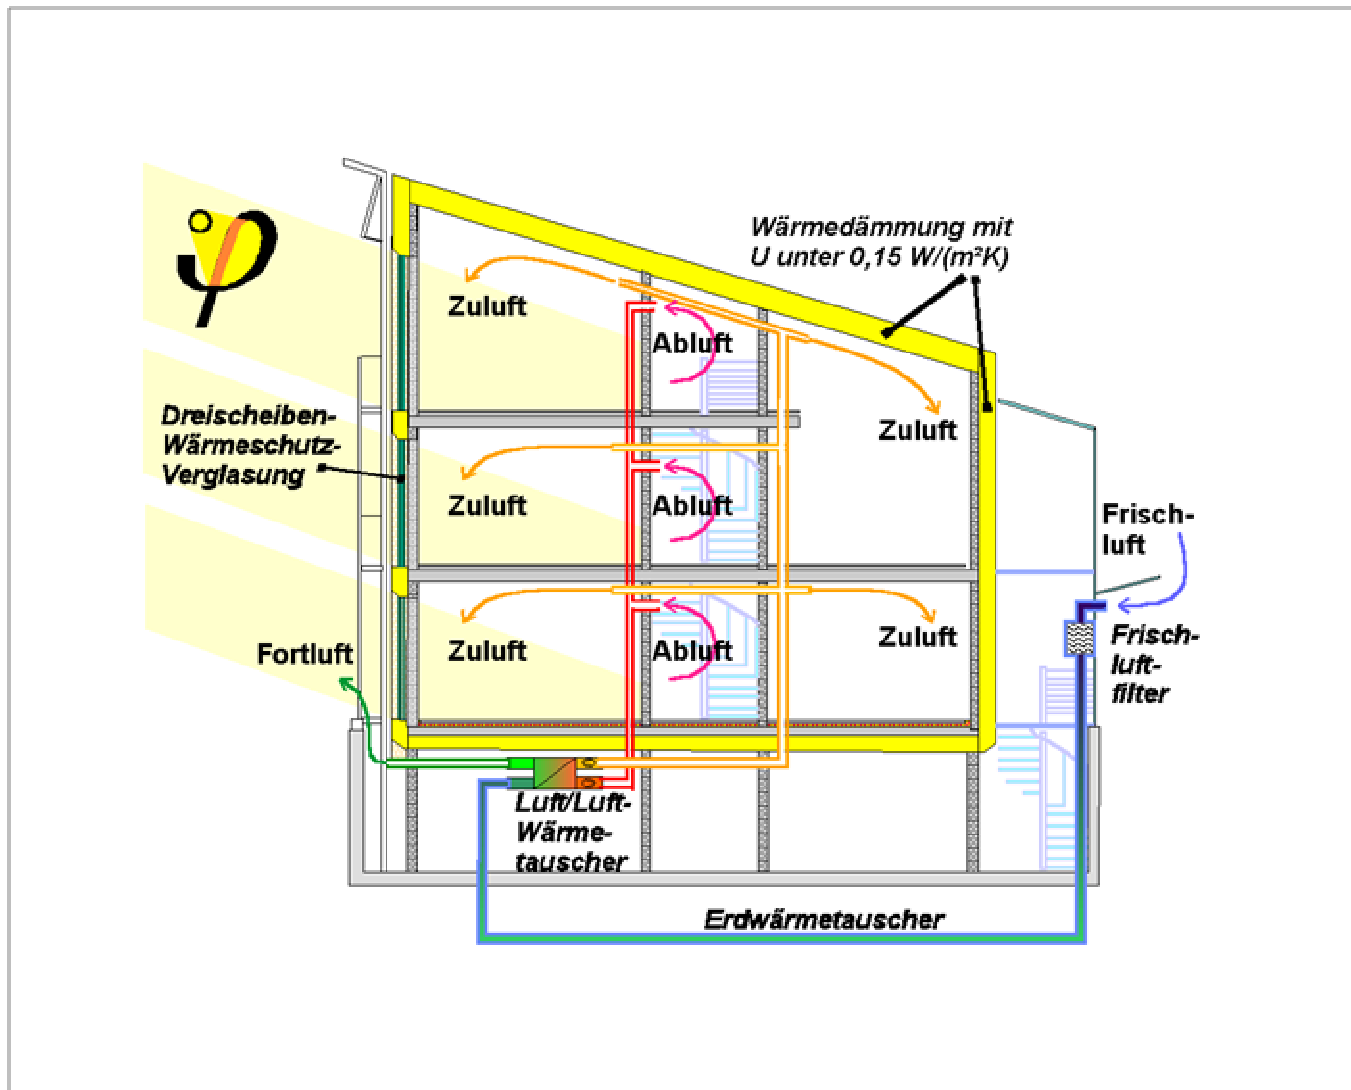 Wärmedämmung mit
U unter 0,15 W/(m²K)
Zuluft
Abluft
Dreischeiben-
Wärmeschutz-
Verglasung
Zuluft
Zuluft
Abluft
Frisch-
luft
Fortluft
Zuluft
Abluft
Zuluft
Frisch-
luft-
filter
Luft/Luft-
Wärme-
tauscher
Erdwärmetauscher